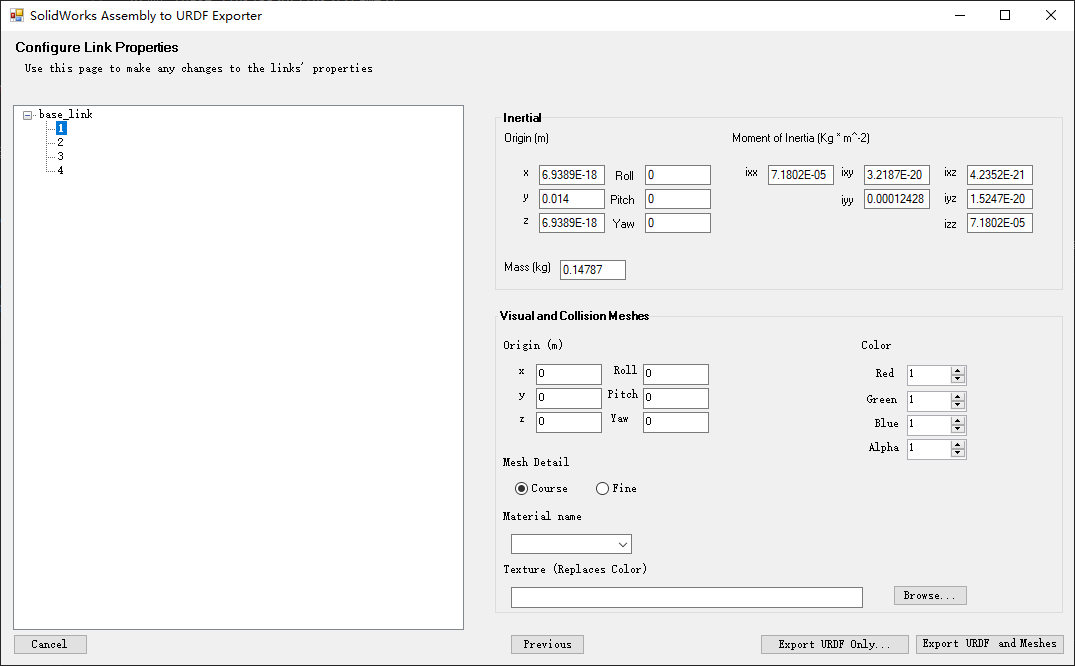 SolidWorks Assembly to URDF Exporter
Configure Link Properties
Use this page to make any changes to the links' properties
base_link
1
2
3
4
Inertial
Origin (m)
Moment of Inertia (Kg * m^-2)
x 6.9389E-18 Roll 0
ixx 7.1802E-05 ixy 3.2187E-20 ixz 4.2352E-21
y 0.014 Pitch 0
iyy 0.00012428 iyz 1.5247E-20
z 6.9389E-18 Yaw 0
izz 7.1802E-05
Mass (kg) 0.14787
Visual and Collision Meshes
Origin (m)
Color
x 0 Roll 0
Red 1
y 0 Pitch 0
Green 1
z 0 Yaw 0
Blue 1
Alpha 1
Mesh Detail
Course Fine
Material name
Texture (Replaces Color)
Browse...
Cancel
Previous
Export URDF Only...
Export URDF and Meshes